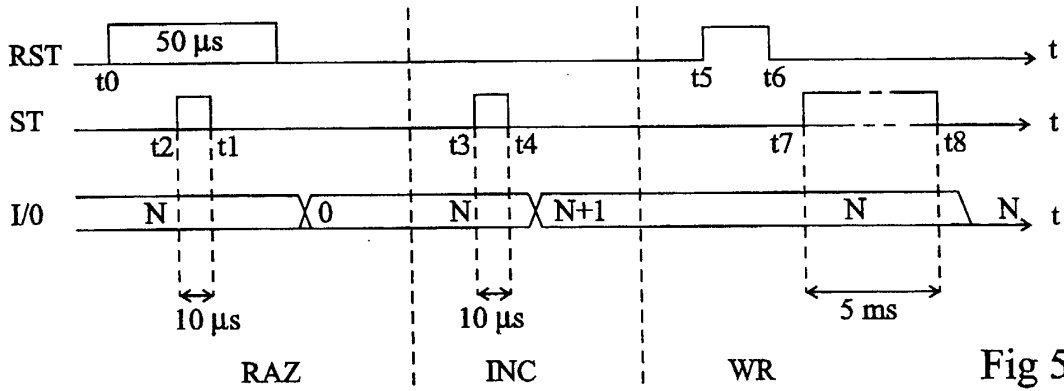 RST 50 µs t
t0 t5 t6
ST t
t2 t1 t3 t4 t7 t8
I/0 N 0 N N+1 N N t
10 µs 10 µs 5 ms
RAZ INC WR Fig 5